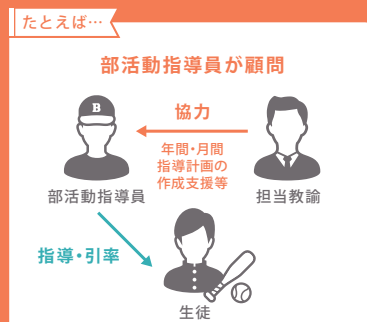 たとえば…
部活動指導員が顧問
協力
B
年間・月間
指導計画の
作成支援等
部活動指導員
担当教諭
指導・引率
生徒